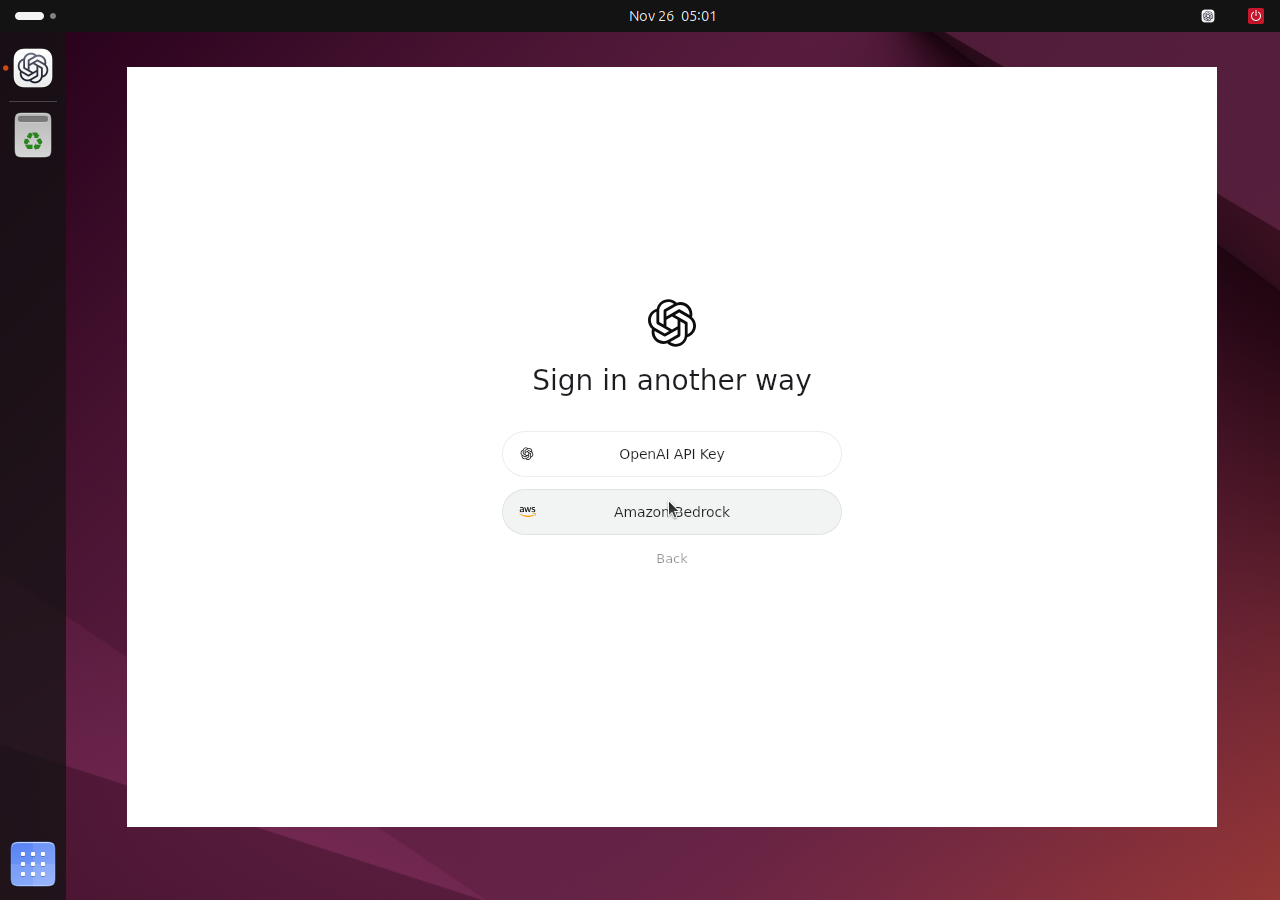 Nov 26 05:01
Sign in another way
OpenAI API Key
aws
Amazon Bedrock
Back